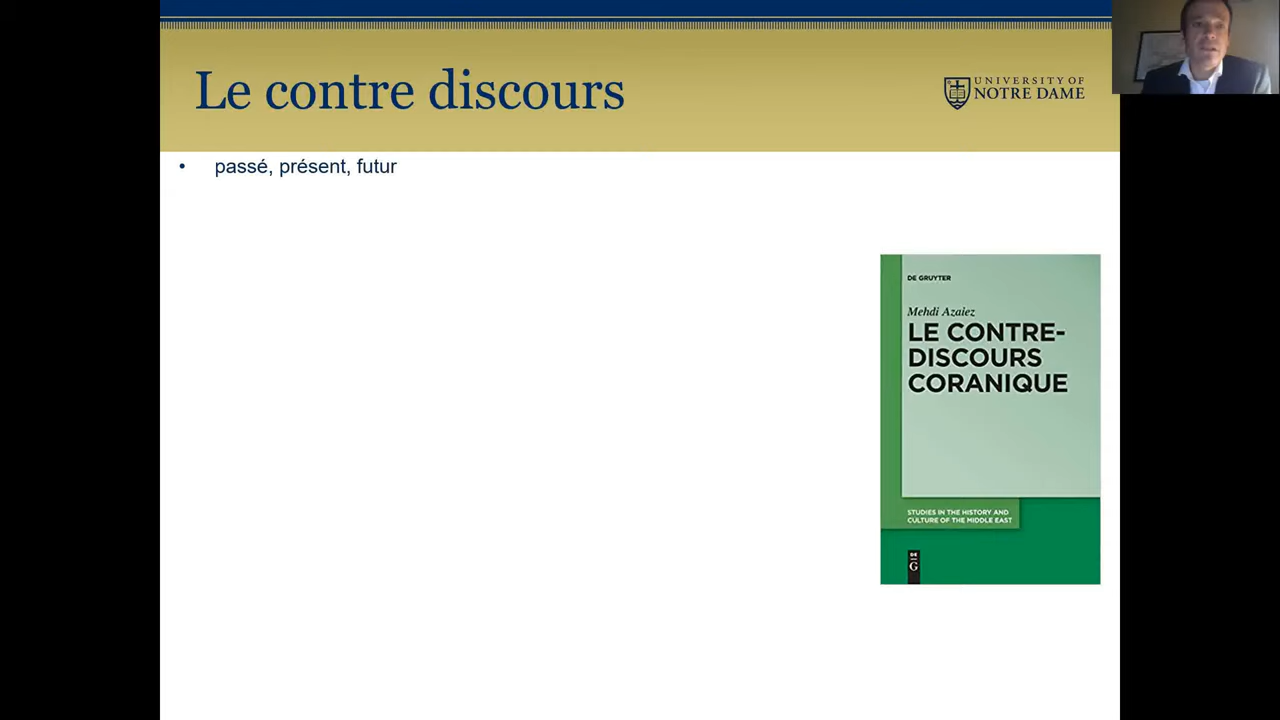 Le contre discours
UNIVERSITY OF
NOTRE DAME
• passé, présent, futur
DE GRUYTER
Mehdi Azaiez
LE CONTRE-
DISCOURS
CORANIQUE
STUDIES IN THE HISTORY AND
CULTURE OF THE MIDDLE EAST
DE
G